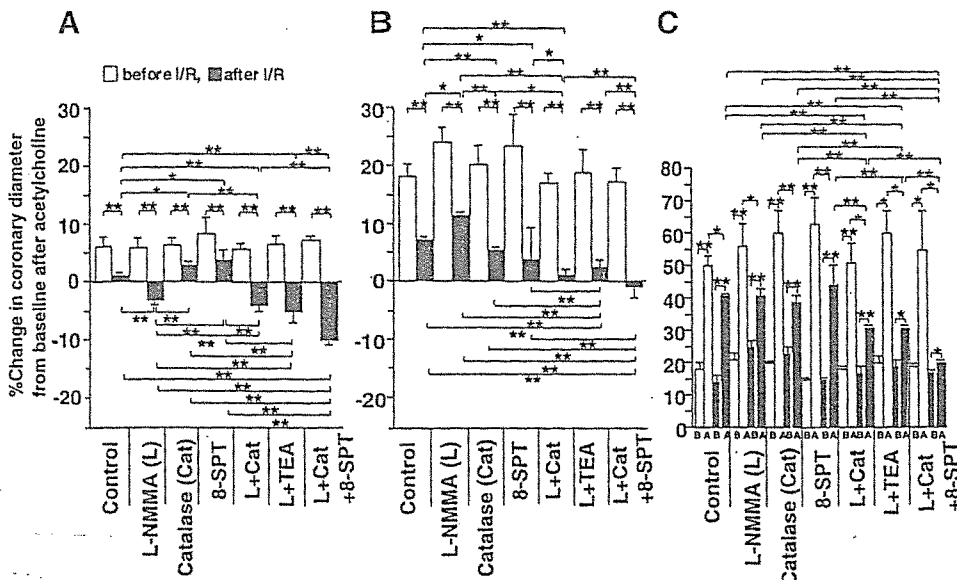 A B C
before I/R, after I/R
%Change in coronary diameter
from baseline after acetylcholine
30
20
10
0
-10
-20
Control
L-NMMA (L)
Catalase (Cat)
8-SPT
L+Cat
L+TEA
L+Cat
+8-SPT
30
20
10
0
-10
-20
Control
L-NMMA (L)
Catalase (Cat)
8-SPT
L+Cat
L+TEA
L+Cat
+8-SPT
80
70
60
50
40
30
20
10
0
B A B A B A B A B A B A B A B A B A B A B A B A B A B A
Control
L-NMMA (L)
Catalase (Cat)
8-SPT
L+Cat
L+TEA
L+Cat
+8-SPT